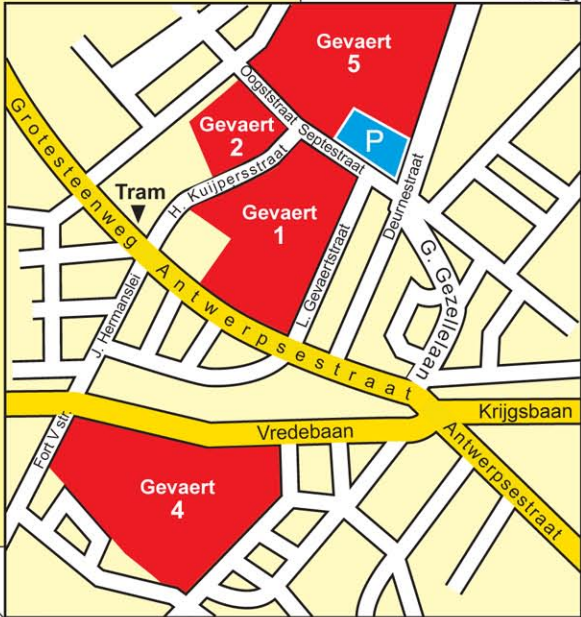 Gevaert
5
Oogststraat
Septestraat
P
Gevaert
2
Grotesteenweg
H. Kuijpersstraat
Tram
Gevaert
1
Deurnestraat
L. Gevaertstraat
G. Gezellelaan
Antwerpsestraat
J. Hermanslei
Krijgsbaan
Vredebaan
Fort V str.
Antwerpsestraat
Gevaert
4